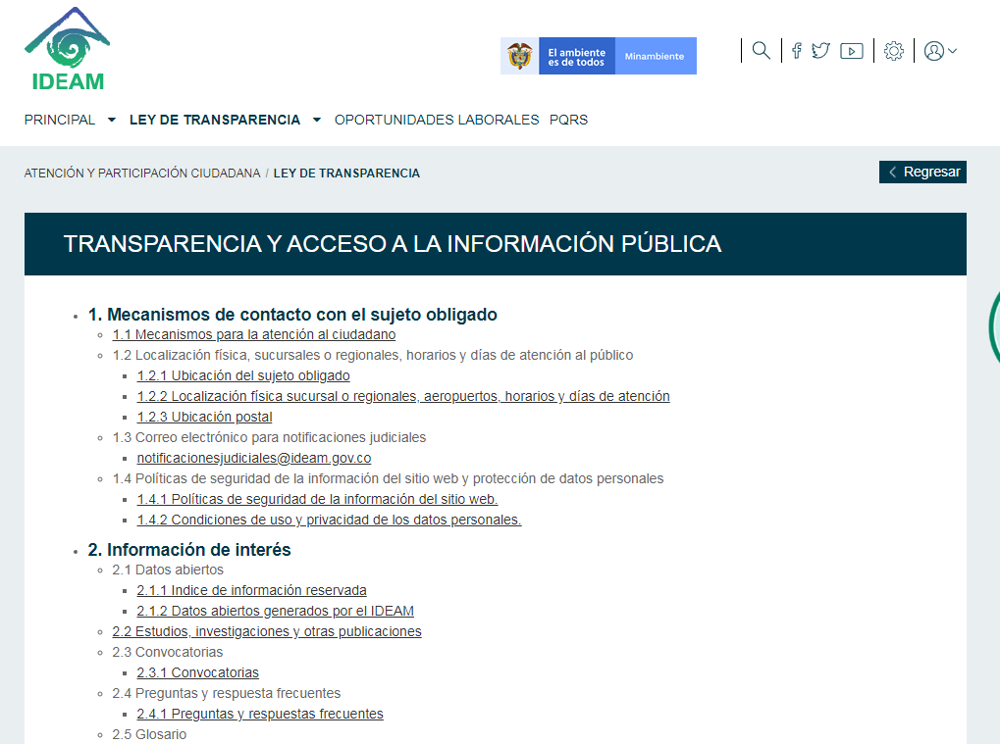 IDEAM
El ambiente
es de todos
Minambiente
PRINCIPAL LEY DE TRANSPARENCIA OPORTUNIDADES LABORALES PQRS
ATENCIÓN Y PARTICIPACIÓN CIUDADANA / LEY DE TRANSPARENCIA
Regresar
TRANSPARENCIA Y ACCESO A LA INFORMACIÓN PÚBLICA
1. Mecanismos de contacto con el sujeto obligado
1.1 Mecanismos para la atención al ciudadano
1.2 Localización física, sucursales o regionales, horarios y días de atención al público
1.2.1 Ubicación del sujeto obligado
1.2.2 Localización física sucursal o regionales, aeropuertos, horarios y días de atención
1.2.3 Ubicación postal
1.3 Correo electrónico para notificaciones judiciales
notificacionesjudiciales@ideam.gov.co
1.4 Políticas de seguridad de la información del sitio web y protección de datos personales
1.4.1 Políticas de seguridad de la información del sitio web.
1.4.2 Condiciones de uso y privacidad de los datos personales.
2. Información de interés
2.1 Datos abiertos
2.1.1 Indice de información reservada
2.1.2 Datos abiertos generados por el IDEAM
2.2 Estudios, investigaciones y otras publicaciones
2.3 Convocatorias
2.3.1 Convocatorias
2.4 Preguntas y respuesta frecuentes
2.4.1 Preguntas y respuestas frecuentes
2.5 Glosario